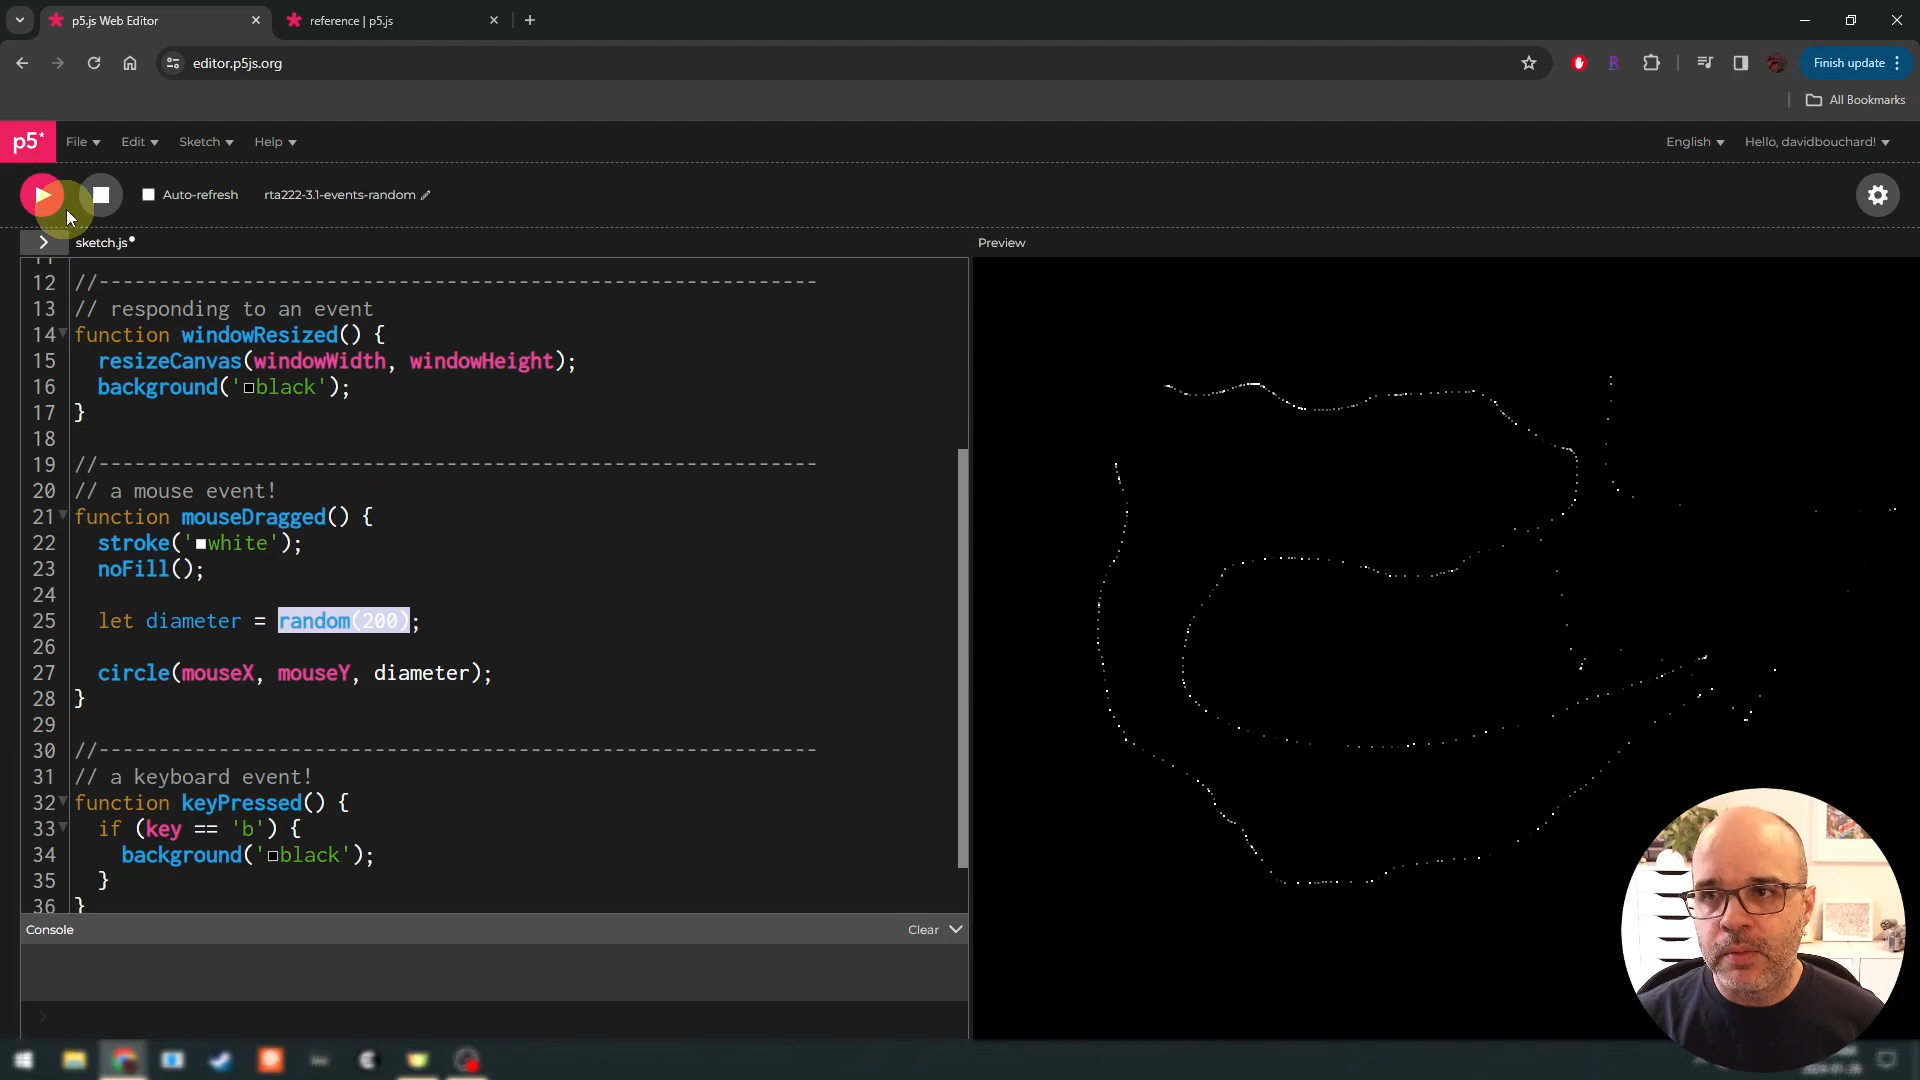 p5.js Web Editor
reference | p5.js
editor.p5js.org
Finish update
All Bookmarks
p5*
File
Edit
Sketch
Help
English
Hello, davidbouchard!
Auto-refresh
rta222-3.1-events-random
sketch.js
Preview
12 //------------------------------------------------------------
13 // responding to an event
14 function windowResized() {
15 resizeCanvas(windowWidth, windowHeight);
16 background('black');
17 }
18
19 //------------------------------------------------------------
20 // a mouse event!
21 function mouseDragged() {
22 stroke('white');
23 noFill();
24
25 let diameter = random(200);
26
27 circle(mouseX, mouseY, diameter);
28 }
29
30 //------------------------------------------------------------
31 // a keyboard event!
32 function keyPressed() {
33 if (key == 'b') {
34 background('black');
35 }
36 }
Console
Clear